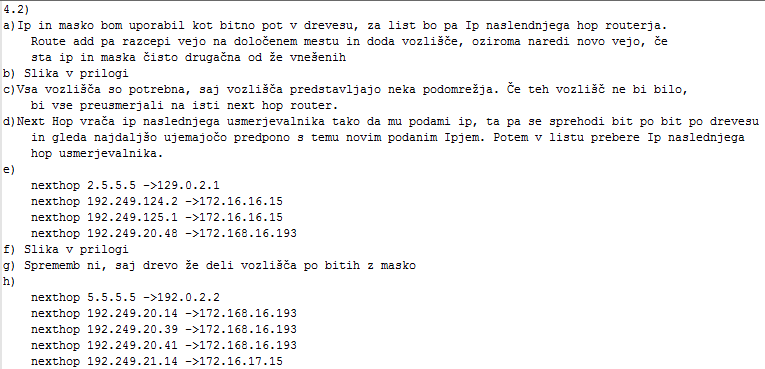 4.2)
a)Ip in masko bom uporabil kot bitno pot v drevesu, za list bo pa Ip naslendnjega hop routerja.
Route add pa razcepi vejo na določenem mestu in doda vozlišče, oziroma naredi novo vejo, če
sta ip in maska čisto drugačna od že vnešenih
b) Slika v prilogi
c)Vsa vozlišča so potrebna, saj vozlišča predstavljajo neka podomrežja. Če teh vozlišč ne bi bilo,
bi vse preusmerjali na isti next hop router.
d)Next Hop vrača ip naslednjega usmerjevalnika tako da mu podami ip, ta pa se sprehodi bit po bit po drevesu
in gleda najdaljšo ujemajočo predpono s temu novim podanim Ipjem. Potem v listu prebere Ip naslednjega
hop usmerjevalnika.
e)
nexthop 2.5.5.5 ->129.0.2.1
nexthop 192.249.124.2 ->172.16.16.15
nexthop 192.249.125.1 ->172.16.16.15
nexthop 192.249.20.48 ->172.168.16.193
f) Slika v prilogi
g) Sprememb ni, saj drevo že deli vozlišča po bitih z masko
h)
nexthop 5.5.5.5 ->192.0.2.2
nexthop 192.249.20.14 ->172.168.16.193
nexthop 192.249.20.39 ->172.168.16.193
nexthop 192.249.20.41 ->172.168.16.193
nexthop 192.249.21.14 ->172.16.17.15